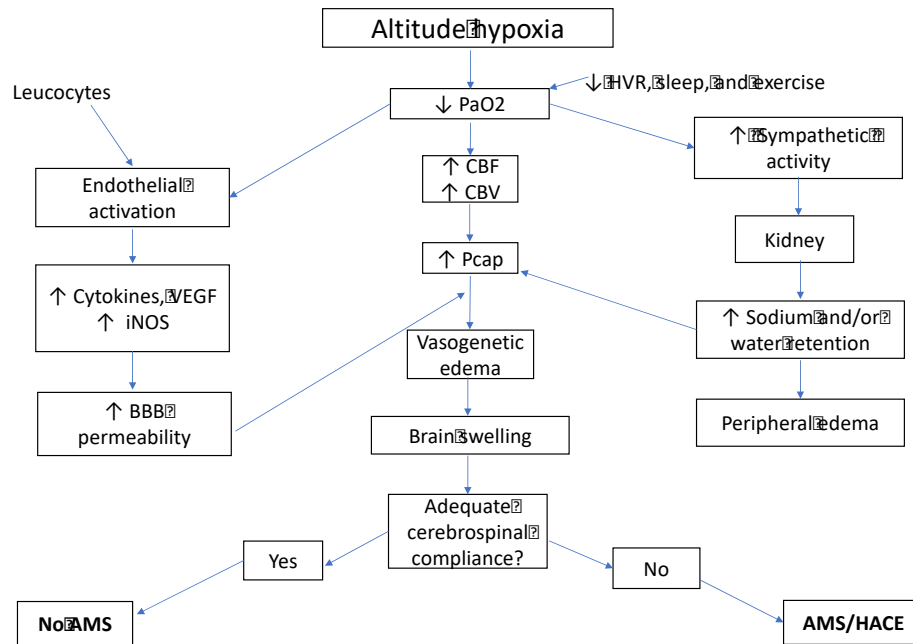 Altitude hypoxia
Leucocytes
↓ HVR, sleep, and exercise
↓ PaO2
↑ Sympathetic
activity
Endothelial
activation
↑ CBF
↑ CBV
Kidney
↑ Pcap
↑ Cytokines, VEGF
↑ iNOS
↑ Sodium and/or
water retention
Vasogenetic
edema
↑ BBB
permeability
Peripheral edema
Brain swelling
Adequate
cerebrospinal
compliance?
Yes
No
No AMS
AMS/HACE